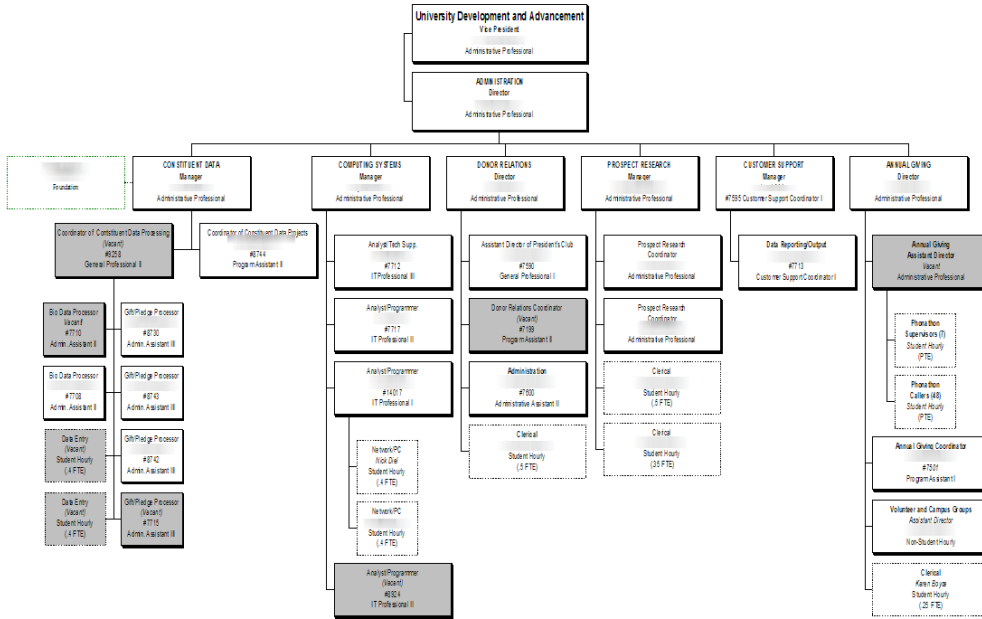 University Development and Advancement
Vice President
Administrative Professional
ADMINISTRATION
Director
Administrative Professional
Foundation
CONSTITUENT DATA
Manager
Administrative Professional
COMPUTING SYSTEMS
Manager
Administrative Professional
DONOR RELATIONS
Director
Administrative Professional
PROSPECT RESEARCH
Manager
Administrative Professional
CUSTOMER SUPPORT
Manager
#7595 Customer Support Coordinator I
ANNUAL GIVING
Director
Administrative Professional
Coordinator of Constituent Data Processing
(Vacant)
#9258
General Professional II
Coordinator of Constituent Data Projects
#8744
Program Assistant II
Bio Data Processor
Vacant
#7710
Admin. Assistant II
Gift/Pledge Processor
#8730
Admin. Assistant III
Bio Data Processor
#7708
Admin. Assistant II
Gift/Pledge Processor
#8743
Admin. Assistant III
Data Entry
(Vacant)
Student Hourly
(.4 FTE)
Gift/Pledge Processor
#8742
Admin. Assistant III
Data Entry
(Vacant)
Student Hourly
(.4 FTE)
Gift/Pledge Processor
(Vacant)
#7715
Admin. Assistant III
Analyst/Tech Supp.
#7712
IT Professional III
Analyst/Programmer
#7717
IT Professional II
Analyst/Programmer
#14017
IT Professional I
Network/PC
Nick Diel
Student Hourly
(.4 FTE)
Network/PC
Student Hourly
(.4 FTE)
Analyst/Programmer
(Vacant)
#8924
IT Professional III
Assistant Director of President's Club
#7590
General Professional I
Donor Relations Coordinator
(Vacant)
#7199
Program Assistant II
Administration
#7600
Administrative Assistant III
Clerical
Student Hourly
(.5 FTE)
Prospect Research
Coordinator
Administrative Professional
Prospect Research
Coordinator
Administrative Professional
Clerical
Student Hourly
(.5 FTE)
Clerical
Student Hourly
(.35 FTE)
Data Reporting/Output
#7713
Customer Support Coordinator I
Annual Giving
Assistant Director
Vacant
Administrative Professional
Phonathon
Supervisors (7)
Student Hourly
(PTE)
Phonathon
Callers (48)
Student Hourly
(PTE)
Annual Giving Coordinator
#7501
Program Assistant I
Volunteer and Campus Groups
Assistant Director
Non-Student Hourly
Clerical
Karen Boyce
Student Hourly
(.25 FTE)